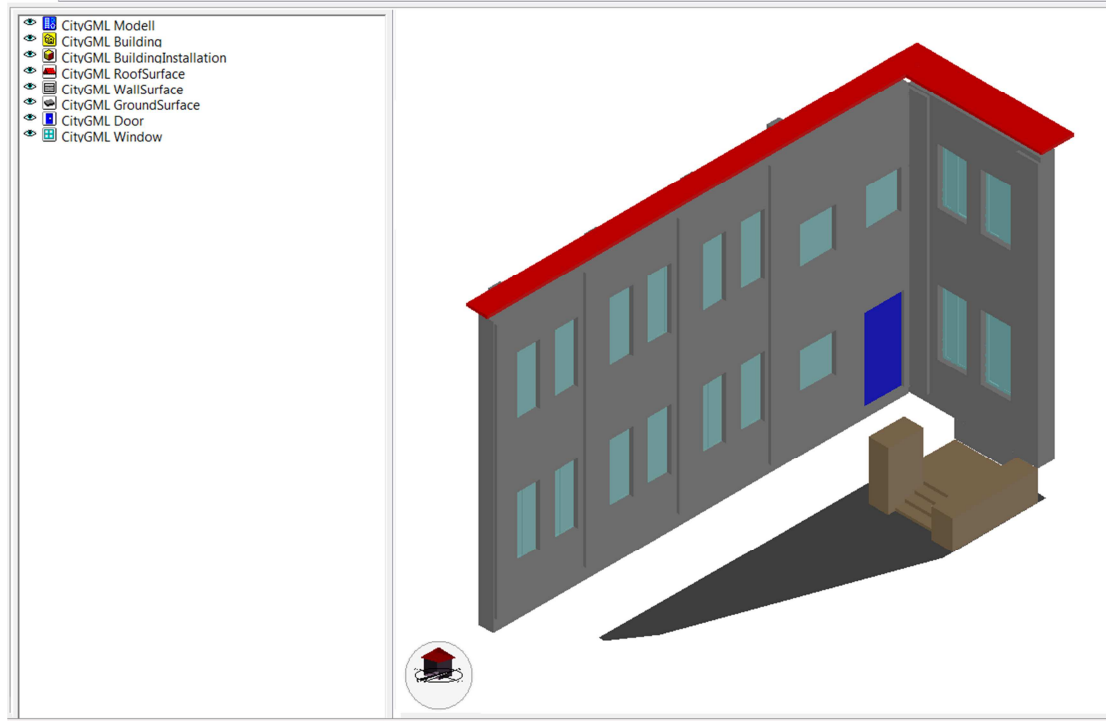 CityGML Modell
CityGML Building
CityGML BuildingInstallation
CityGML RoofSurface
CityGML WallSurface
CityGML GroundSurface
CityGML Door
CityGML Window